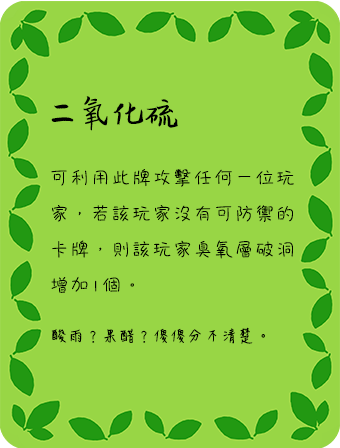 二氧化硫
可利用此牌攻擊任何一位玩
家，若該玩家沒有可防禦的
卡牌，則該玩家臭氧層破洞
增加1個。
酸雨？果醋？傻傻分不清楚。